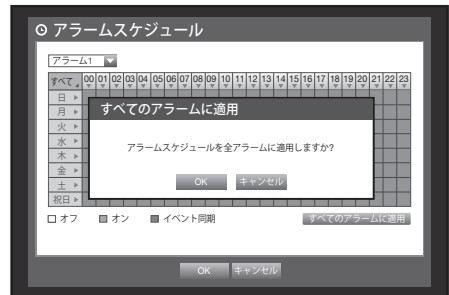 アラームスケジュール
アラーム1
すべて 00 01 02 03 04 05 06 07 08 09 10 11 12 13 14 15 16 17 18 19 20 21 22 23
日
月
すべてのアラームに適用
火
水
アラームスケジュールを全アラームに適用しますか?
木
金
OK キャンセル
土
祝日
オフ オン イベント同期 すべてのアラームに適用
OK キャンセル